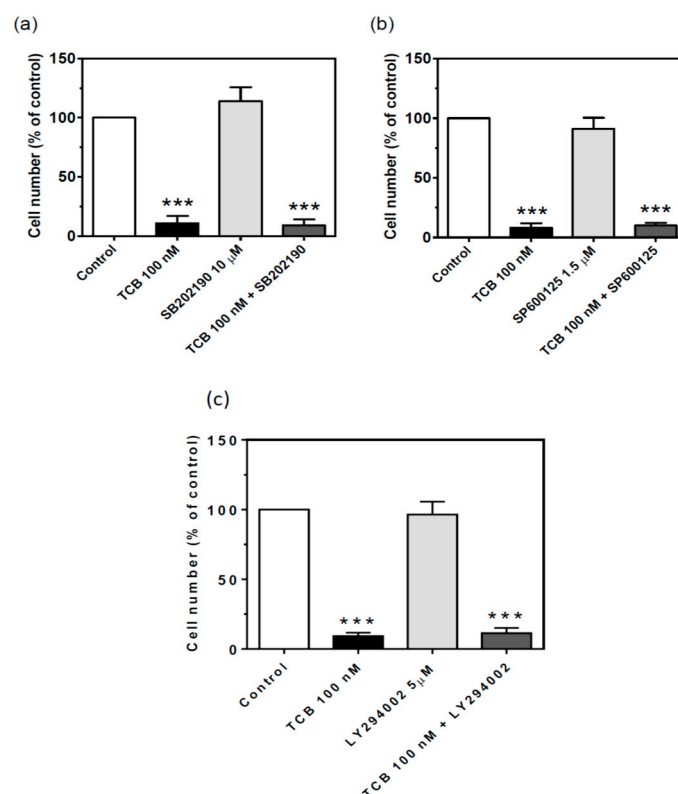 (a)
(b)
Cell number (% of control)
150
100
50
0
***
***
Control
TCB 100 nM
SB202190 10 μM
TCB 100 nM + SB202190
Cell number (% of control)
150
100
50
0
***
***
Control
TCB 100 nM
SP600125 1.5 μM
TCB 100 nM + SP600125
(c)
Cell number (% of control)
150
100
50
0
***
***
Control
TCB 100 nM
LY294002 5μM
TCB 100 nM + LY294002